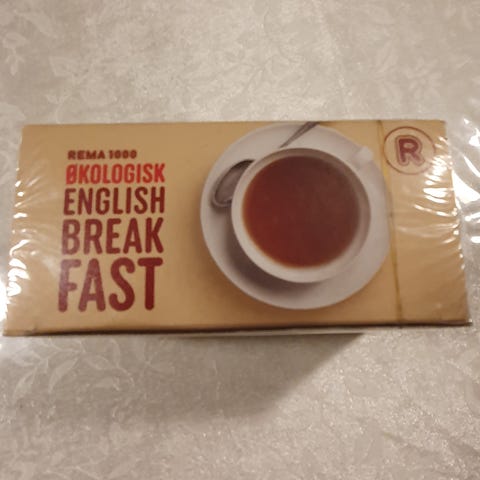 REMA 1000
ØKOLOGISK
ENGLISH
BREAK
FAST
R